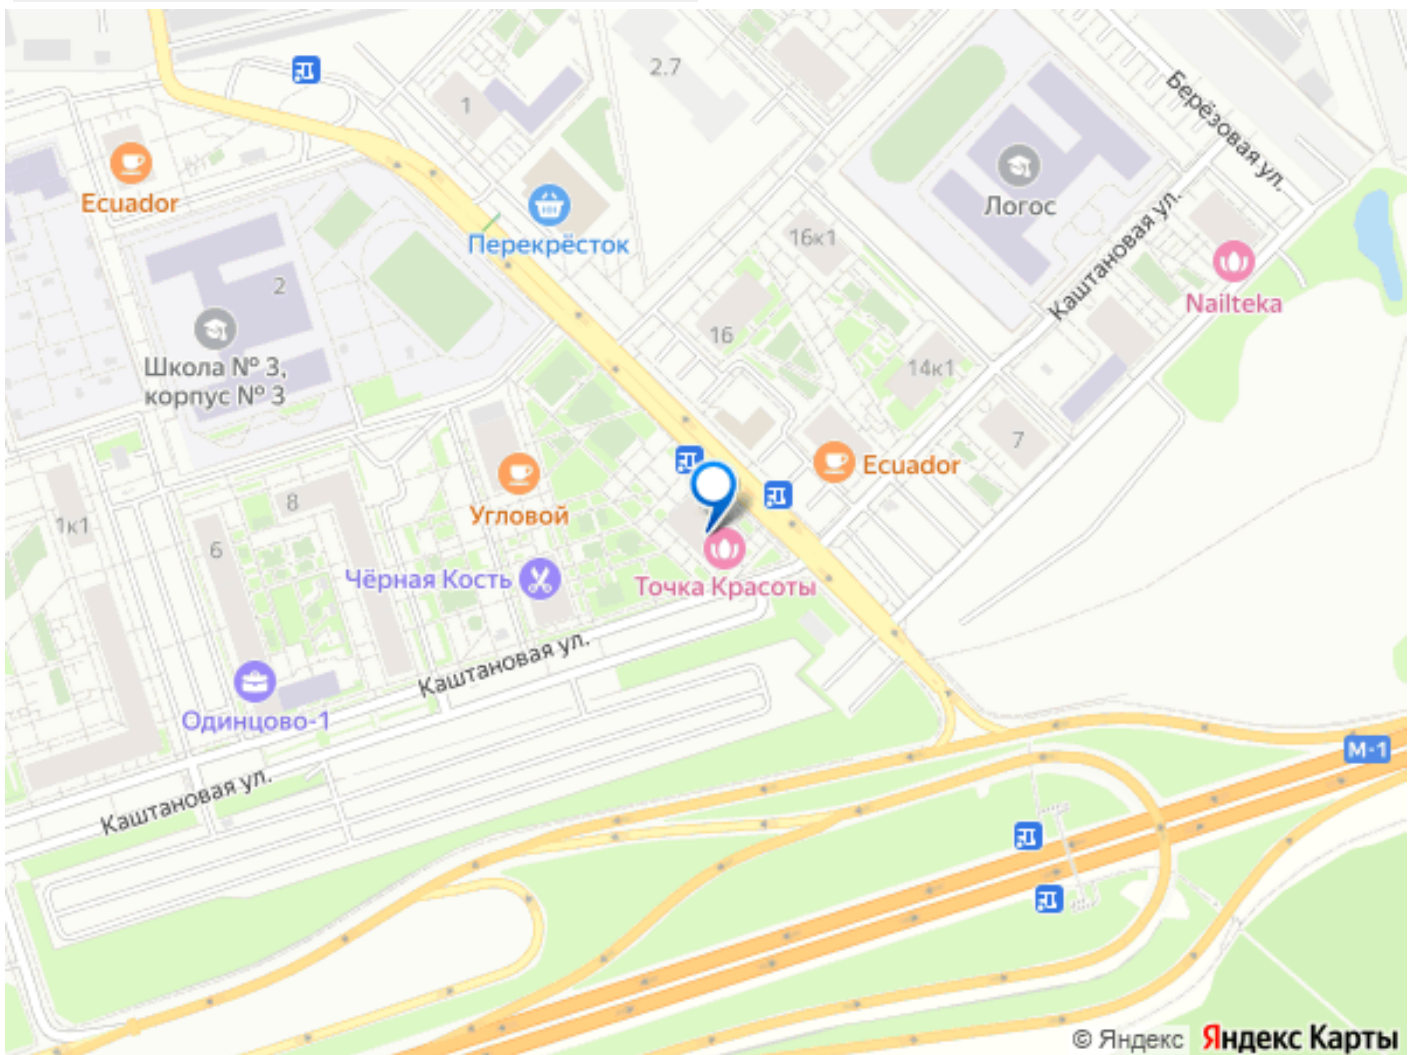 2.7
1
Берёзовая ул.
Ecuador
Логос
Перекрёсток
16к1
Каштановая ул.
Nailteka
2
16
Школа № 3,
корпус № 3
14к1
7
Ecuador
8
Угловой
1к1
6
Чёрная Кость
Точка Красоты
Каштановая ул.
Одинцово-1
М-1
Каштановая ул.
© Яндекс Яндекс Карты